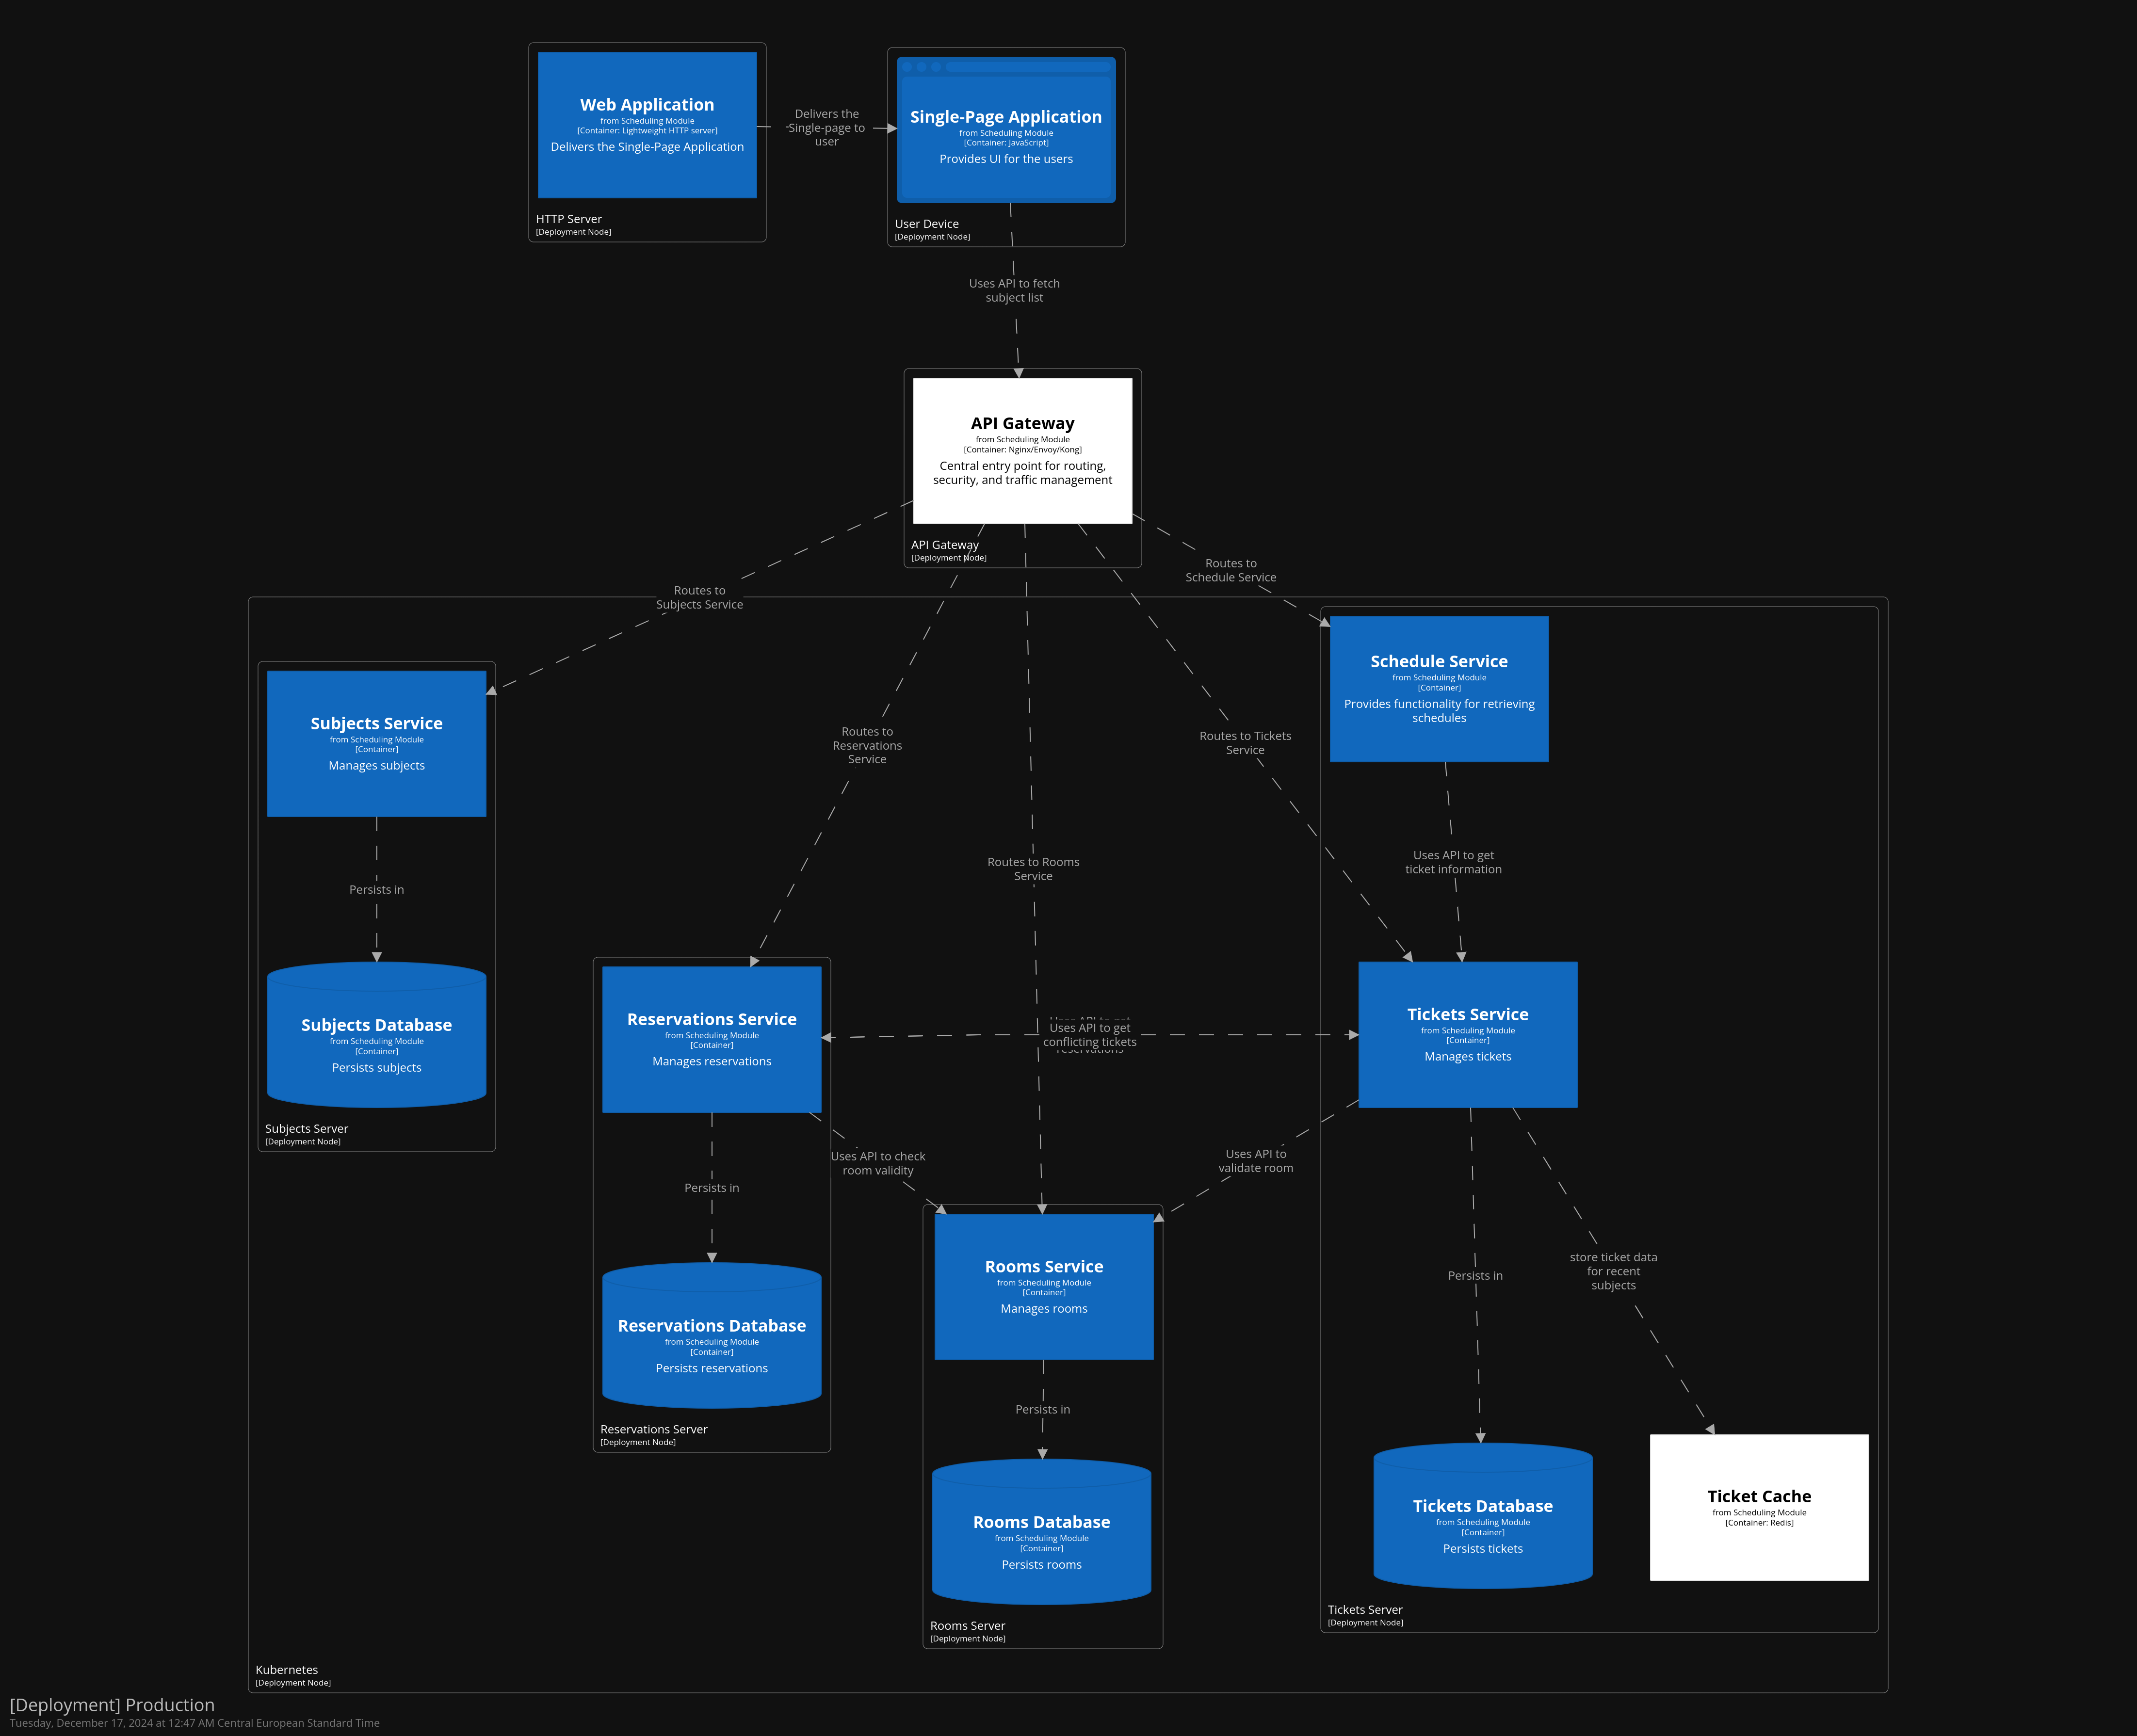 Web Application
from Scheduling Module
[Container: Lightweight HTTP server]
Delivers the Single-Page Application
HTTP Server
[Deployment Node]
Delivers the
Single-page to
user
Single-Page Application
from Scheduling Module
[Container: JavaScript]
Provides UI for the users
User Device
[Deployment Node]
Uses API to fetch
subject list
API Gateway
from Scheduling Module
[Container: Nginx/Envoy/Kong]
Central entry point for routing,
security, and traffic management
API Gateway
[Deployment Node]
Routes to
Subjects Service
Routes to
Schedule Service
Routes to
Reservations
Service
Routes to Rooms
Service
Routes to Tickets
Service
Subjects Service
from Scheduling Module
[Container]
Manages subjects
Persists in
Subjects Database
from Scheduling Module
[Container]
Persists subjects
Subjects Server
[Deployment Node]
Schedule Service
from Scheduling Module
[Container]
Provides functionality for retrieving
schedules
Uses API to get
ticket information
Reservations Service
from Scheduling Module
[Container]
Manages reservations
Uses API to get
conflicting tickets
Tickets Service
from Scheduling Module
[Container]
Manages tickets
Persists in
Uses API to check
room validity
Uses API to
validate room
Reservations Database
from Scheduling Module
[Container]
Persists reservations
Reservations Server
[Deployment Node]
Rooms Service
from Scheduling Module
[Container]
Manages rooms
Persists in
Rooms Database
from Scheduling Module
[Container]
Persists rooms
Rooms Server
[Deployment Node]
Persists in
store ticket data
for recent
subjects
Tickets Database
from Scheduling Module
[Container]
Persists tickets
Ticket Cache
from Scheduling Module
[Container: Redis]
Tickets Server
[Deployment Node]
Kubernetes
[Deployment Node]
[Deployment] Production
Tuesday, December 17, 2024 at 12:47 AM Central European Standard Time